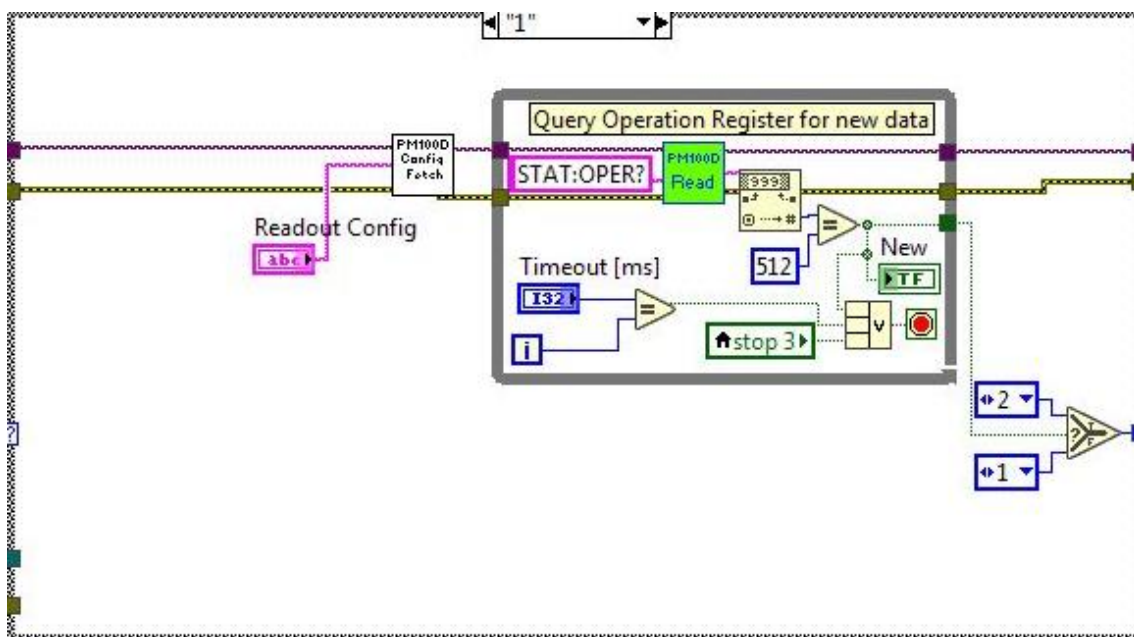 "1"
Query Operation Register for new data
PM100D
Config
Fetch
STAT:OPER?
PM100D
Read
999
Readout Config
abc
512
New
TF
Timeout [ms]
I32
i
stop 3
v
2
?
T
F
1
?